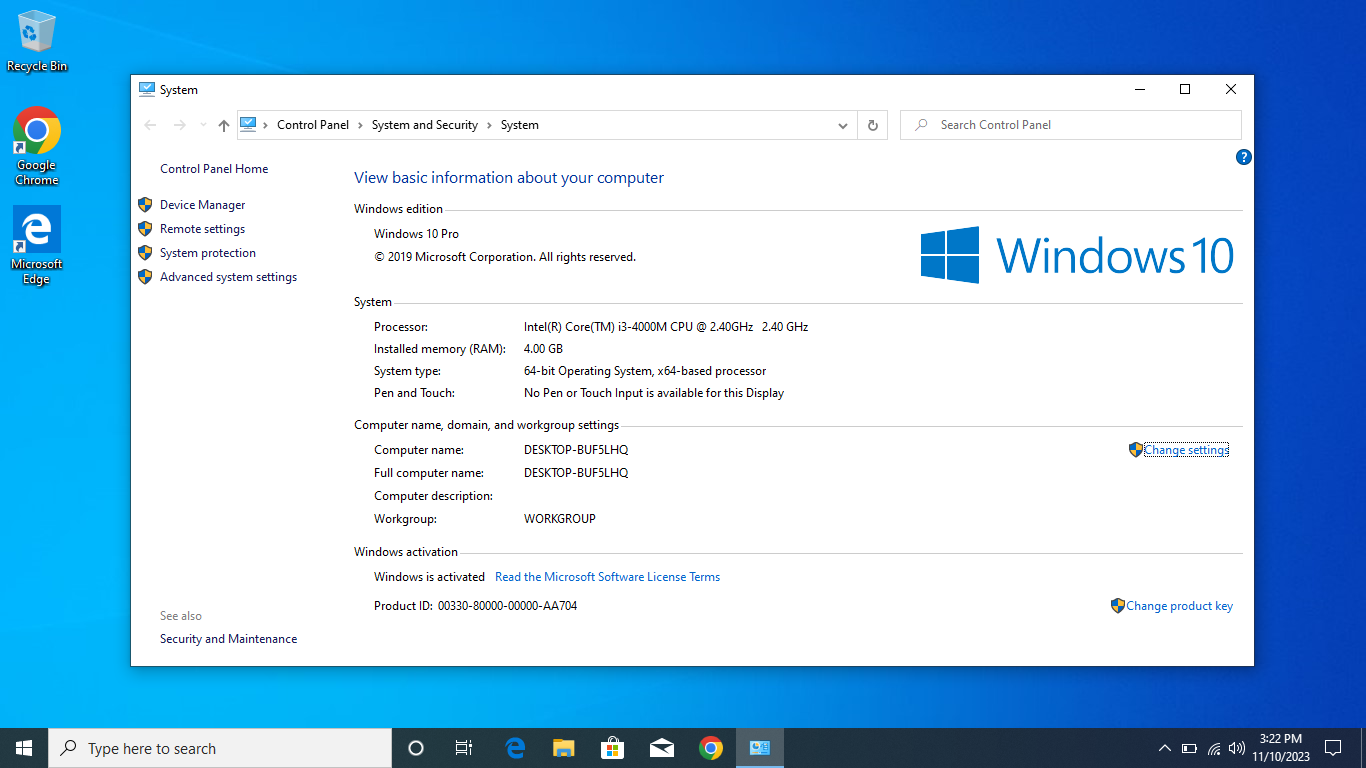 Recycle Bin
Google
Chrome
Microsoft
Edge
System
Control Panel
System and Security
System
Search Control Panel
?
Control Panel Home
Device Manager
Remote settings
System protection
Advanced system settings
See also
Security and Maintenance
View basic information about your computer
Windows edition
Windows 10 Pro
© 2019 Microsoft Corporation. All rights reserved.
Windows 10
System
Processor: Intel(R) Core(TM) i3-4000M CPU @ 2.40GHz 2.40 GHz
Installed memory (RAM): 4.00 GB
System type: 64-bit Operating System, x64-based processor
Pen and Touch: No Pen or Touch Input is available for this Display
Computer name, domain, and workgroup settings
Computer name: DESKTOP-BUF5LHQ
Change settings
Full computer name: DESKTOP-BUF5LHQ
Computer description:
Workgroup: WORKGROUP
Windows activation
Windows is activated Read the Microsoft Software License Terms
Product ID: 00330-80000-00000-AA704
Change product key
Type here to search
3:22 PM
11/10/2023